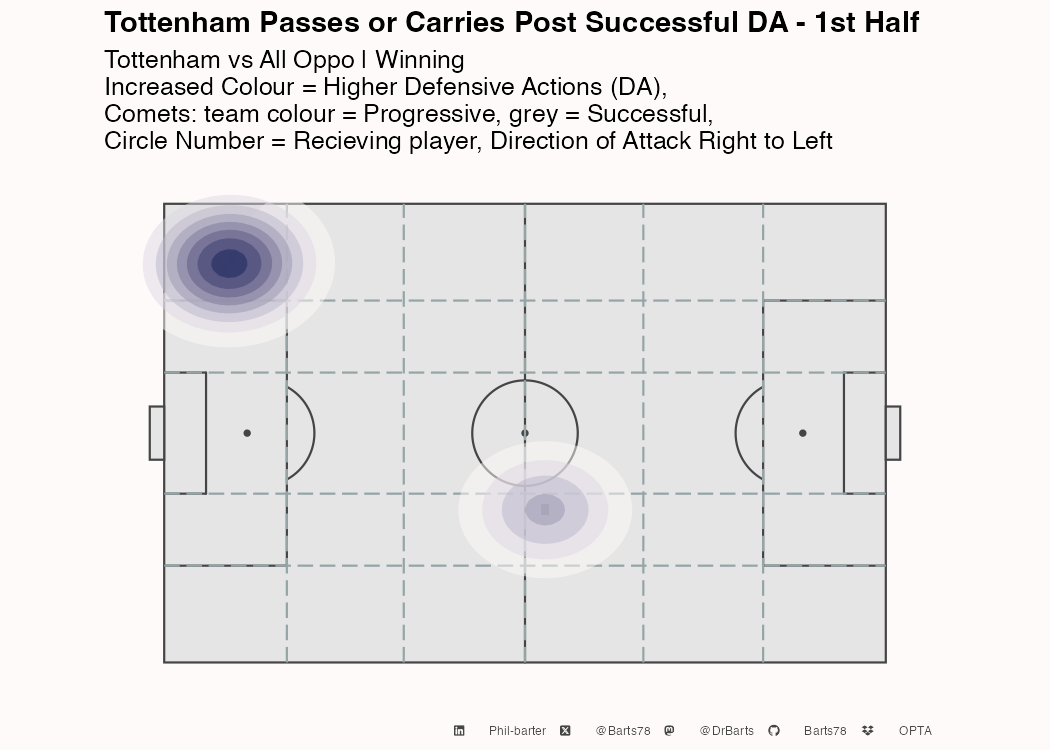 Tottenham Passes or Carries Post Successful DA - 1st Half
Tottenham vs All Oppo | Winning
Increased Colour = Higher Defensive Actions (DA),
Comets: team colour = Progressive, grey = Successful,
Circle Number = Recieving player, Direction of Attack Right to Left
Phil-barter @Barts78 @DrBarts Barts78 OPTA